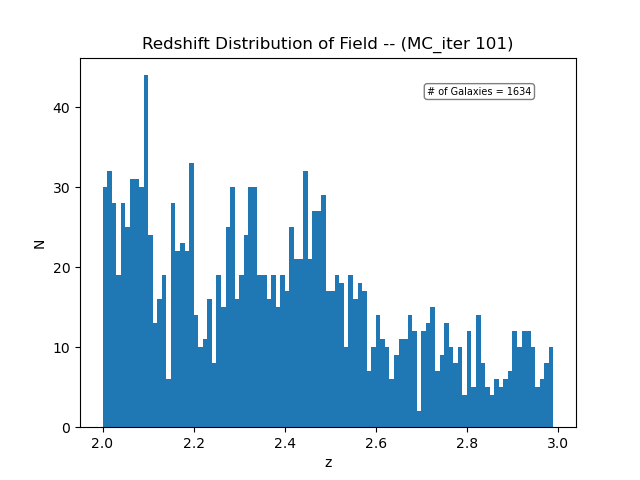 Redshift Distribution of Field -- (MC_iter 101)
# of Galaxies = 1634
40
30
20
10
0
N
2.0 2.2 2.4 2.6 2.8 3.0
z